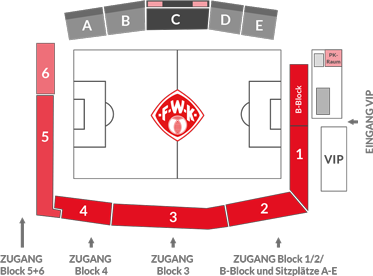 A
B
C
D
E
PK-
Raum
6
B-Block
EINGANG VIP
F.W.K.
5
1
VIP
4
3
2
ZUGANG
Block 5+6
ZUGANG
Block 4
ZUGANG
Block 3
ZUGANG Block 1/2/
B-Block und Sitzplätze A-E